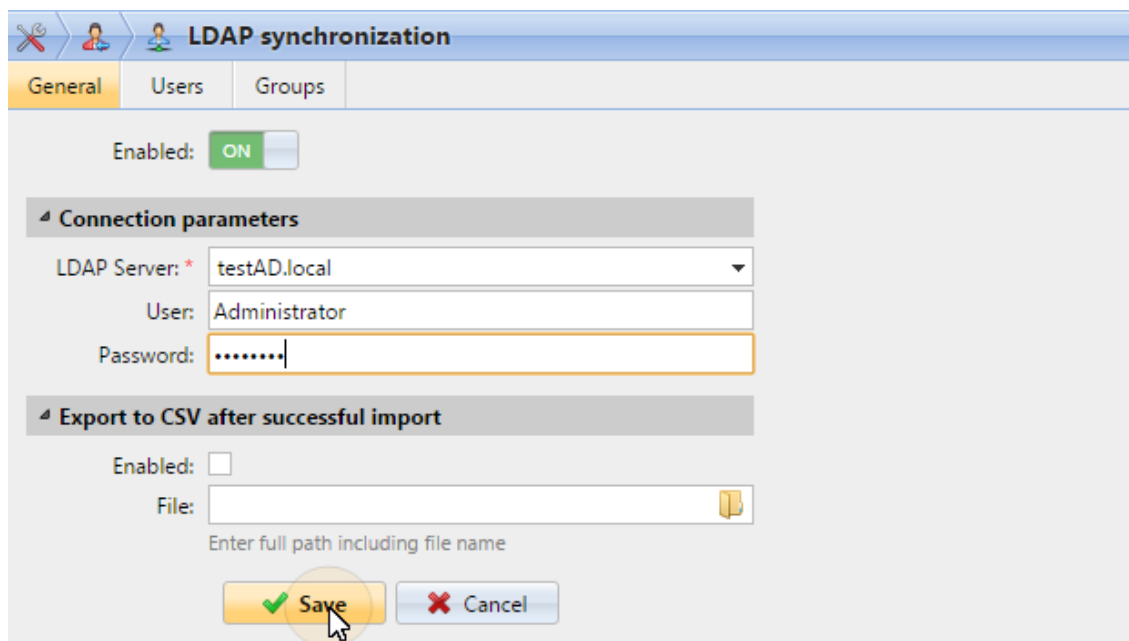 LDAP synchronization
General Users Groups
Enabled: ON
Connection parameters
LDAP Server: * testAD.local
User: Administrator
Password: ••••••••
Export to CSV after successful import
Enabled:
File:
Enter full path including file name
Save Cancel